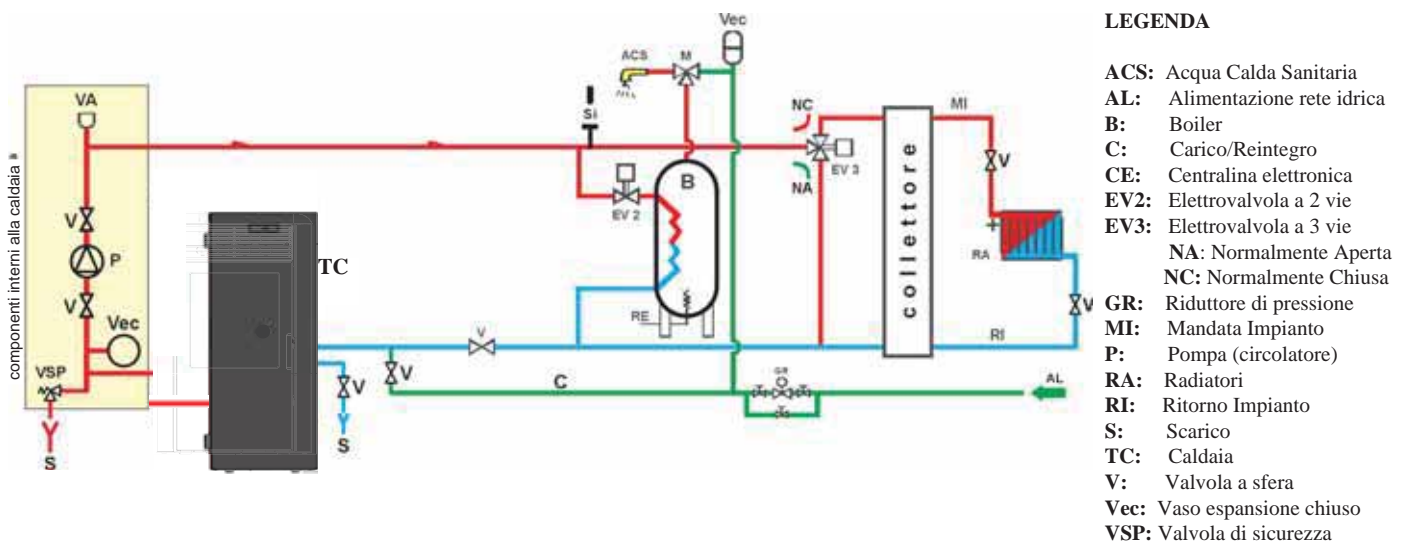 componenti interni alla caldaia a
VA
V
P
V
Vec
VSP
S
TC
V
S
V
V
C
Si
ACS
M
Vec
EV 2
B
RE
NC
NA
EV 3
GR
AL
collettore
MI
V
RA
V
RI
LEGENDA
ACS: Acqua Calda Sanitaria
AL: Alimentazione rete idrica
B: Boiler
C: Carico/Reintegro
CE: Centralina elettronica
EV2: Elettrovalvola a 2 vie
EV3: Elettrovalvola a 3 vie
NA: Normalmente Aperta
NC: Normalmente Chiusa
GR: Riduttore di pressione
MI: Mandata Impianto
P: Pompa (circolatore)
RA: Radiatori
RI: Ritorno Impianto
S: Scarico
TC: Caldaia
V: Valvola a sfera
Vec: Vaso espansione chiuso
VSP: Valvola di sicurezza